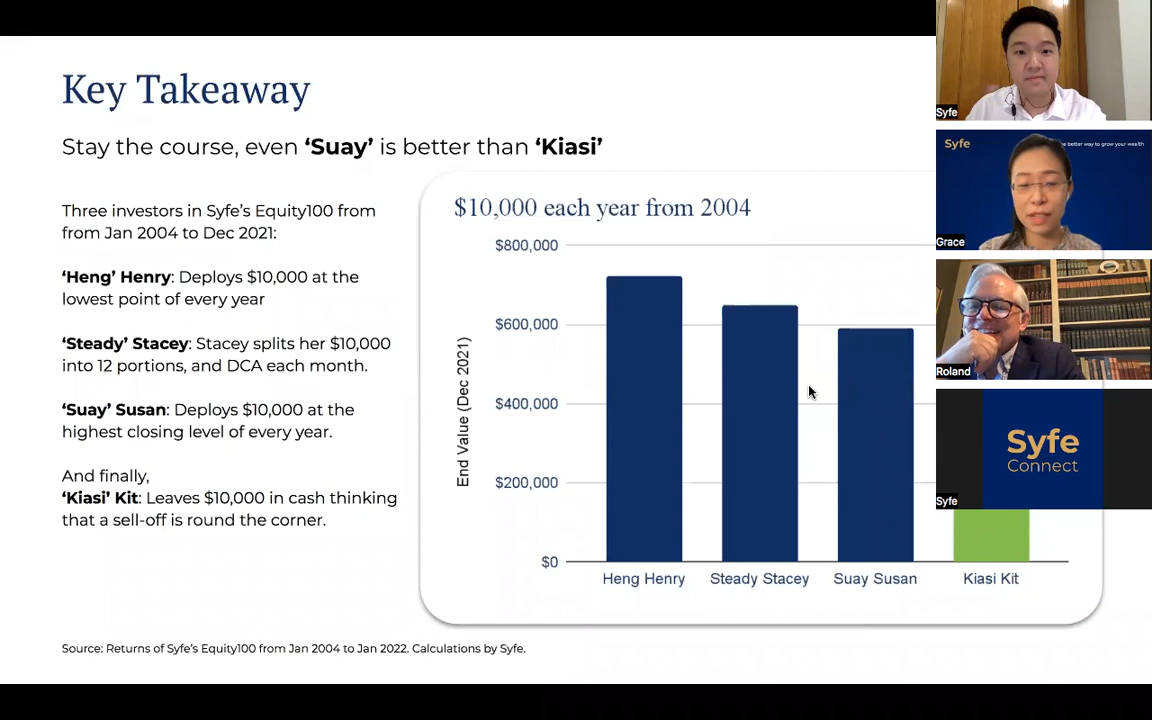 Key Takeaway
Stay the course, even ‘Suay’ is better than ‘Kiasi’
Three investors in Syfe’s Equity100 from
from Jan 2004 to Dec 2021:
‘Heng’ Henry: Deploys $10,000 at the
lowest point of every year
‘Steady’ Stacey: Stacey splits her $10,000
into 12 portions, and DCA each month.
‘Suay’ Susan: Deploys $10,000 at the
highest closing level of every year.
And finally,
‘Kiasi’ Kit: Leaves $10,000 in cash thinking
that a sell-off is round the corner.
$10,000 each year from 2004
End Value (Dec 2021)
$800,000
$600,000
$400,000
$200,000
$0
Heng Henry
Steady Stacey
Suay Susan
Kiasi Kit
Source: Returns of Syfe’s Equity100 from Jan 2004 to Jan 2022. Calculations by Syfe.
Syfe
Syfe
better way to grow your wealth
Grace
Roland
Syfe
Connect
Syfe